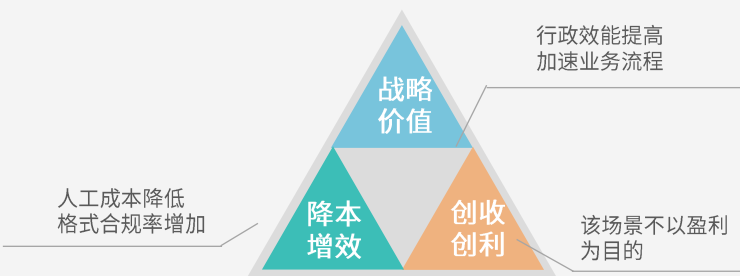 行政效能提高
加速业务流程
战略
价值
人工成本降低
格式合规率增加
降本
增效
创收
创利
该场景不以盈利
为目的